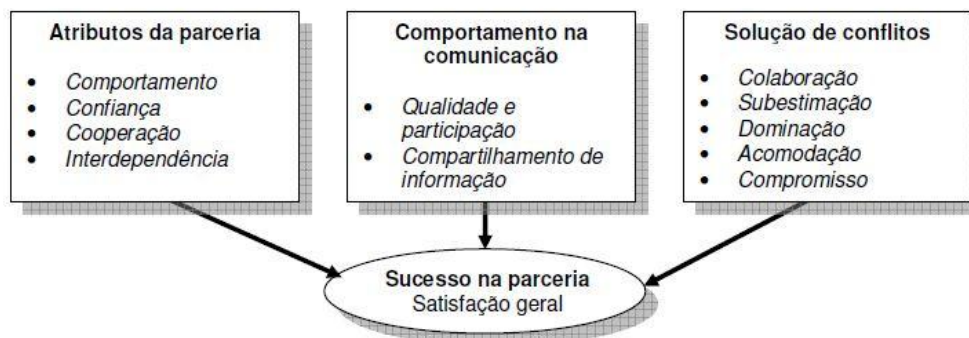 Atributos da parceria
• Comportamento
• Confiança
• Cooperação
• Interdependência
Comportamento na
comunicação
• Qualidade e
participação
• Compartilhamento de
informação
Solução de conflitos
• Colaboração
• Subestimação
• Dominação
• Acomodação
• Compromisso
Sucesso na parceria
Satisfação geral